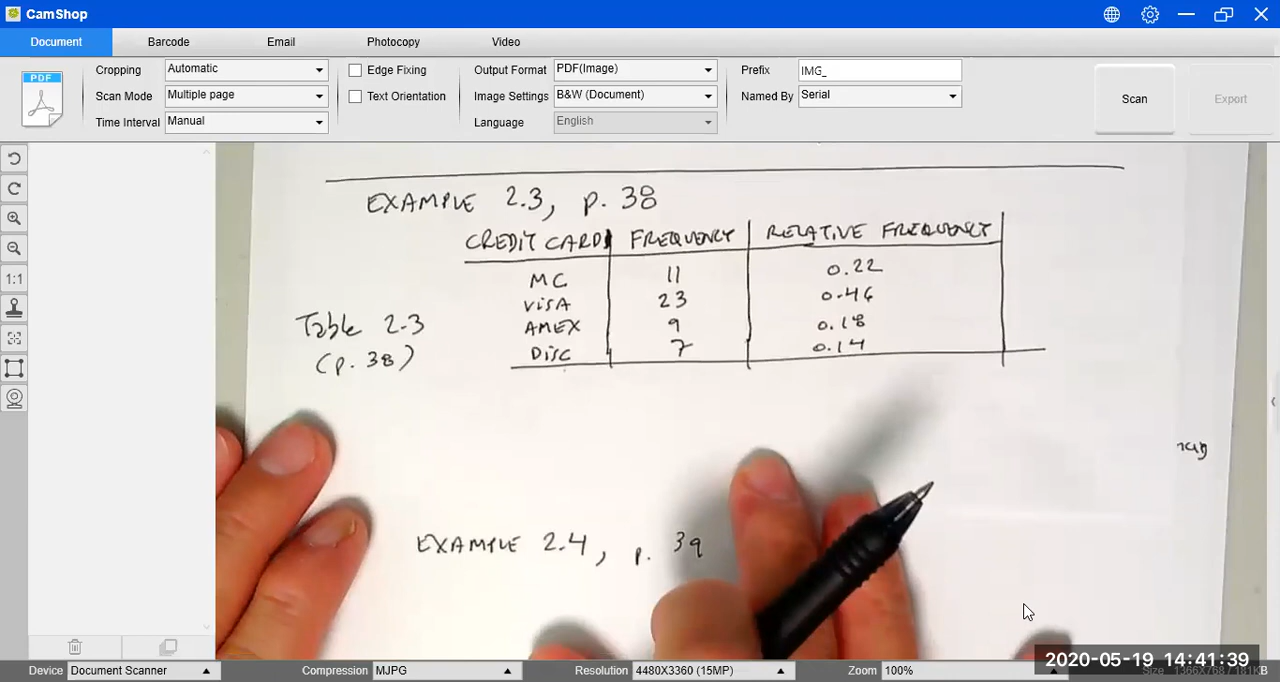 CamShop
Document Barcode Email Photocopy Video
PDF
Cropping Automatic Edge Fixing Output Format PDF(Image) Prefix IMG_
Scan Mode Multiple page Text Orientation Image Settings B&W (Document) Named By Serial Scan Export
Time Interval Manual Language English
1:1
EXAMPLE 2.3, p. 38
CREDIT CARD FREQUENCY RELATIVE FREQUENCY
MC 11 0.22
VISA 23 0.46
AMEX 9 0.18
DISC 7 0.14
Table 2.3
(p. 38)
EXAMPLE 2.4, p. 39
2020-05-19 14:41:39
Device Document Scanner Compression MJPG Resolution 4480X3360 (15MP) Zoom 100%